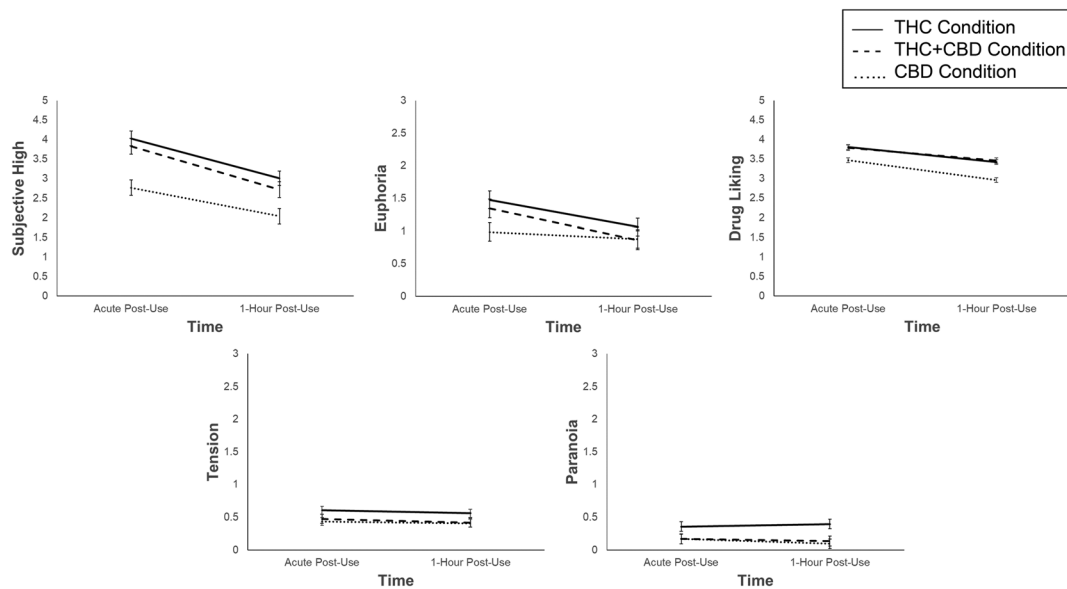 THC Condition
THC+CBD Condition
CBD Condition
Subjective High
5
4.5
4
3.5
3
2.5
2
1.5
1
0.5
0
Acute Post-Use 1-Hour Post-Use
Time
Euphoria
3
2.5
2
1.5
1
0.5
0
Acute Post-Use 1-Hour Post-Use
Time
Drug Liking
5
4.5
4
3.5
3
2.5
2
1.5
1
0.5
0
Acute Post-Use 1-Hour Post-Use
Time
Tension
3
2.5
2
1.5
1
0.5
0
Acute Post-Use 1-Hour Post-Use
Time
Paranoia
3
2.5
2
1.5
1
0.5
0
Acute Post-Use 1-Hour Post-Use
Time